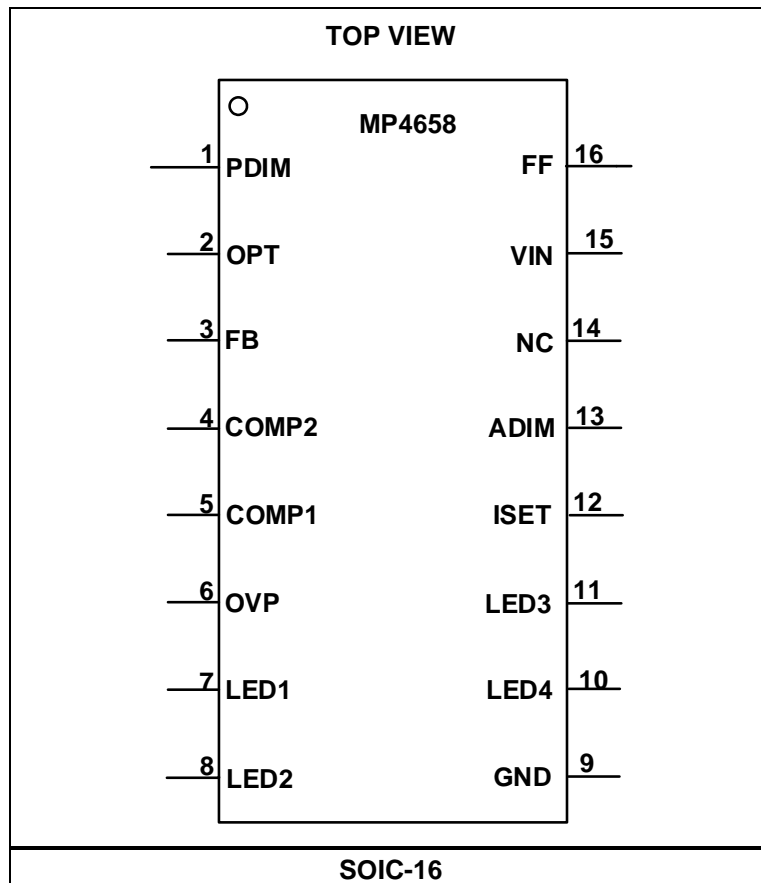 TOP VIEW
MP4658
1 PDIM FF 16
2 OPT VIN 15
3 FB NC 14
4 COMP2 ADIM 13
5 COMP1 ISET 12
6 OVP LED3 11
7 LED1 LED4 10
8 LED2 GND 9
SOIC-16